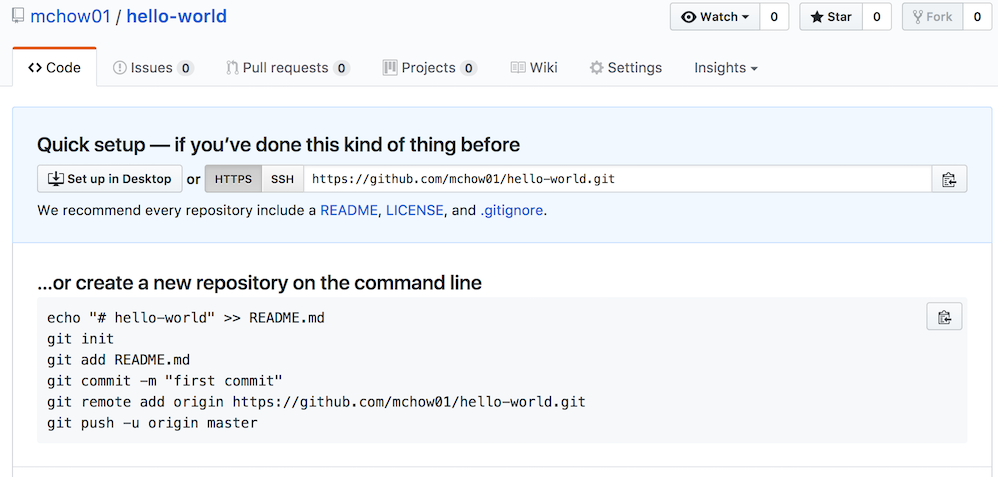 mchow01 / hello-world Watch 0 Star 0 Fork 0
Code Issues 0 Pull requests 0 Projects 0 Wiki Settings Insights
Quick setup — if you’ve done this kind of thing before
Set up in Desktop or HTTPS SSH https://github.com/mchow01/hello-world.git
We recommend every repository include a README, LICENSE, and .gitignore.
…or create a new repository on the command line
echo "# hello-world" >> README.md
git init
git add README.md
git commit -m "first commit"
git remote add origin https://github.com/mchow01/hello-world.git
git push -u origin master